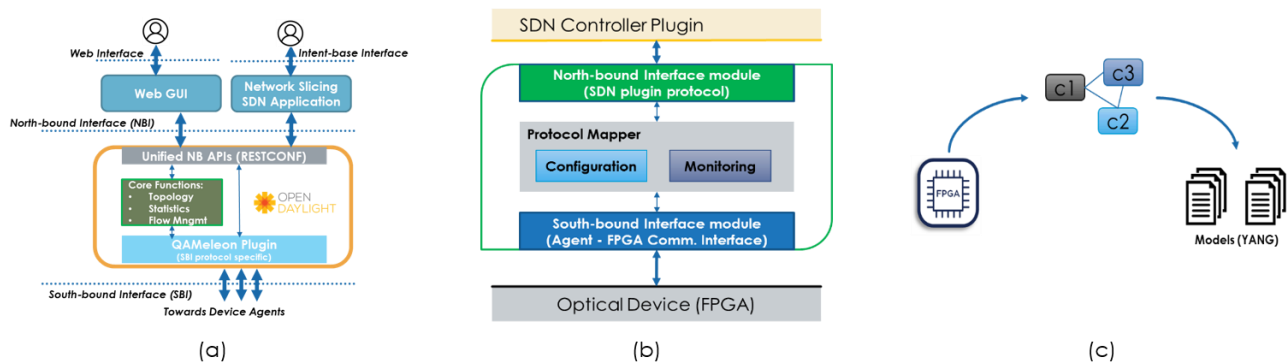 Web Interface
Intent-base Interface
Web GUI
Network Slicing
SDN Application
North-bound Interface (NBI)
Unified NB APIs (RESTCONF)
Core Functions:
• Topology
• Statistics
• Flow Mngmt
OPEN
DAYLIGHT
QAMeleon Plugin
(SBI protocol specific)
South-bound Interface (SBI)
Towards Device Agents
(a)
SDN Controller Plugin
North-bound Interface module
(SDN plugin protocol)
Protocol Mapper
Configuration
Monitoring
South-bound Interface module
(Agent - FPGA Comm. Interface)
Optical Device (FPGA)
(b)
c1
c3
c2
FPGA
Models (YANG)
(c)